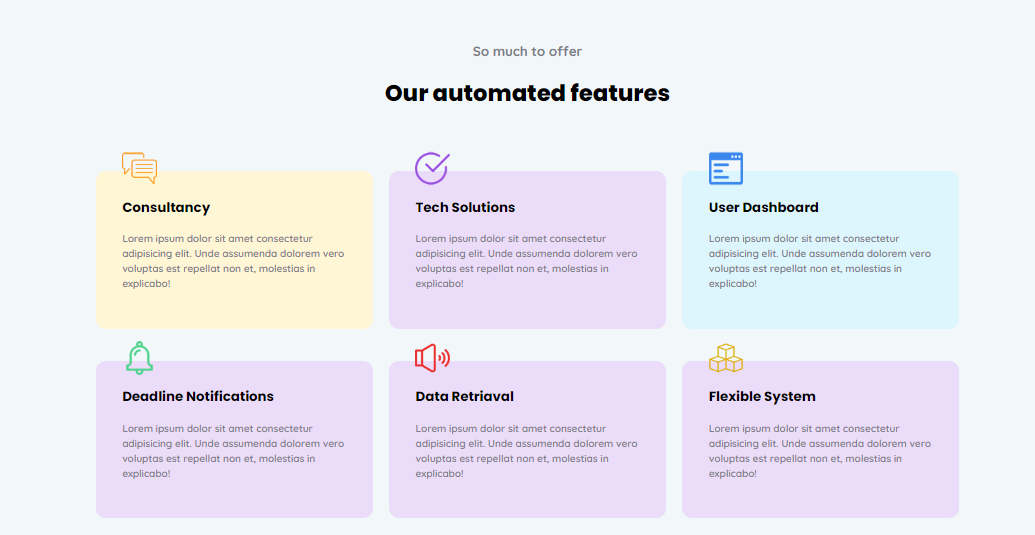 So much to offer
Our automated features
Consultancy
Lorem ipsum dolor sit amet consectetur
adipisicing elit. Unde assumenda dolorem vero
voluptas est repellat non et, molestias in
explicabo!
Tech Solutions
Lorem ipsum dolor sit amet consectetur
adipisicing elit. Unde assumenda dolorem vero
voluptas est repellat non et, molestias in
explicabo!
User Dashboard
Lorem ipsum dolor sit amet consectetur
adipisicing elit. Unde assumenda dolorem vero
voluptas est repellat non et, molestias in
explicabo!
Deadline Notifications
Lorem ipsum dolor sit amet consectetur
adipisicing elit. Unde assumenda dolorem vero
voluptas est repellat non et, molestias in
explicabo!
Data Retriaval
Lorem ipsum dolor sit amet consectetur
adipisicing elit. Unde assumenda dolorem vero
voluptas est repellat non et, molestias in
explicabo!
Flexible System
Lorem ipsum dolor sit amet consectetur
adipisicing elit. Unde assumenda dolorem vero
voluptas est repellat non et, molestias in
explicabo!